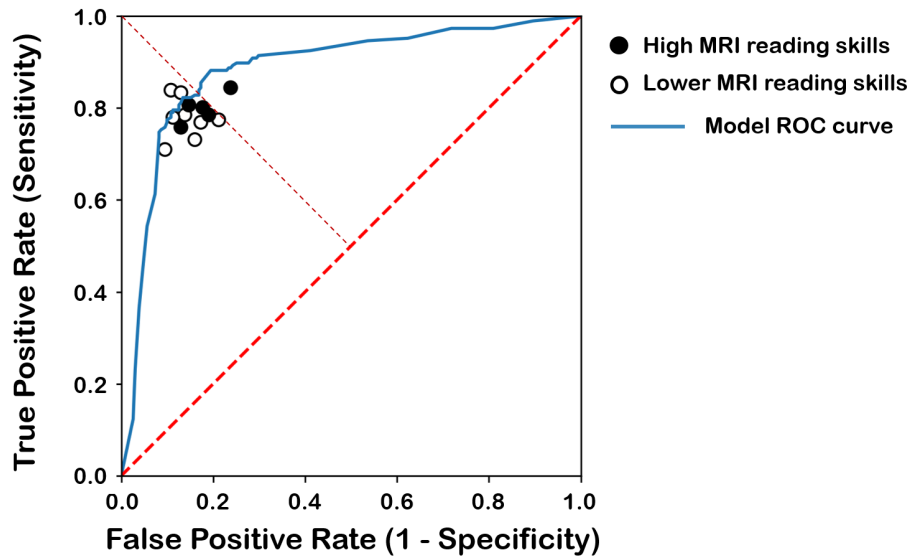 1.0
0.8
0.6
0.4
0.2
0.0
True Positive Rate (Sensitivity)
0.0 0.2 0.4 0.6 0.8 1.0
False Positive Rate (1 - Specificity)
High MRI reading skills
Lower MRI reading skills
Model ROC curve